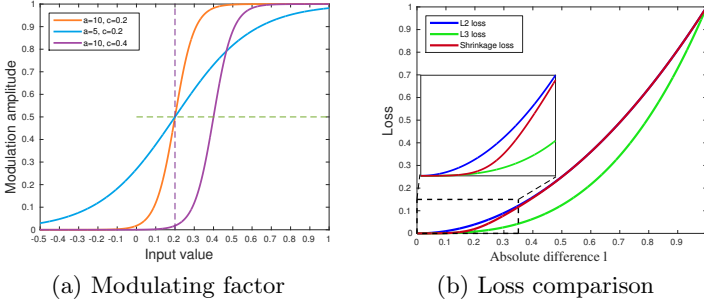 1
0.9
0.8
0.7
0.6
0.5
0.4
0.3
0.2
0.1
0
Modulation amplitude
a=10, c=0.2
a=5, c=0.2
a=10, c=0.4
-0.5 -0.4 -0.3 -0.2 -0.1 0 0.1 0.2 0.3 0.4 0.5 0.6 0.7 0.8 0.9 1
Input value
(a) Modulating factor
1
0.9
0.8
0.7
0.6
0.5
0.4
0.3
0.2
0.1
0
Loss
L2 loss
L3 loss
Shrinkage loss
0 0.1 0.2 0.3 0.4 0.5 0.6 0.7 0.8 0.9
Absolute difference l
(b) Loss comparison